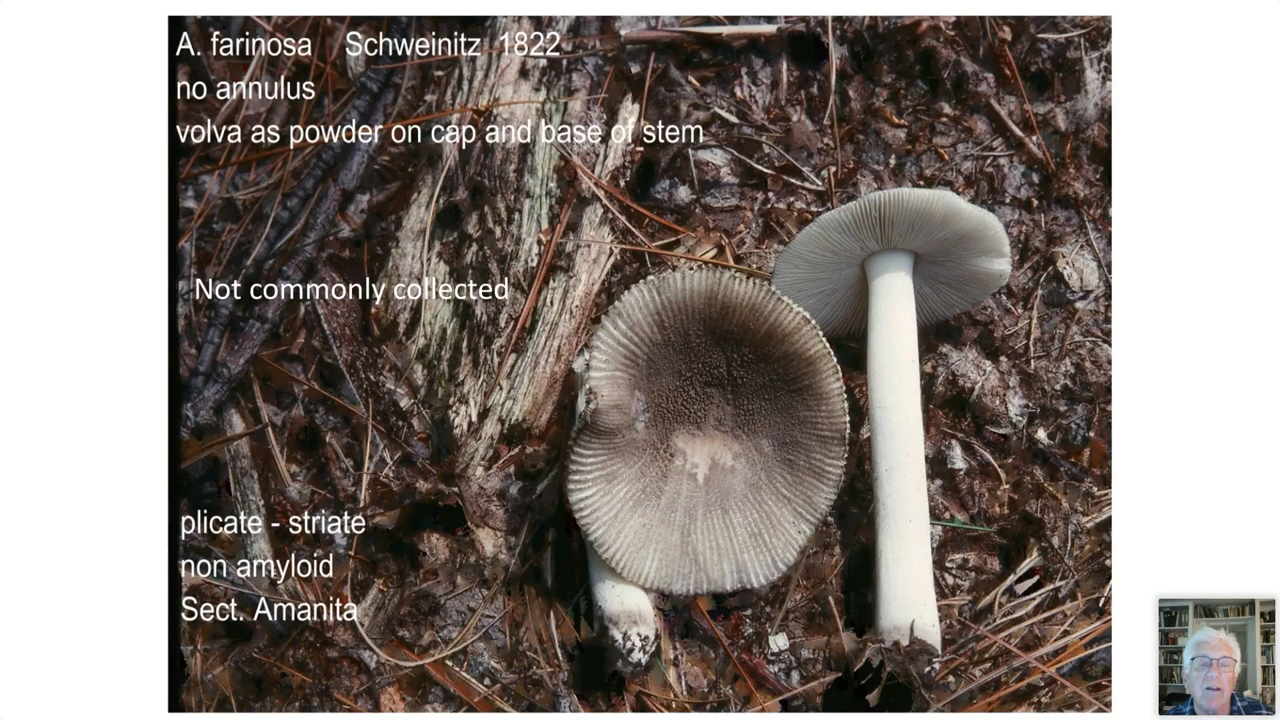 A. farinosa Schweinitz 1822
no annulus
volva as powder on cap and base of stem
Not commonly collected
plicate - striate
non amyloid
Sect. Amanita